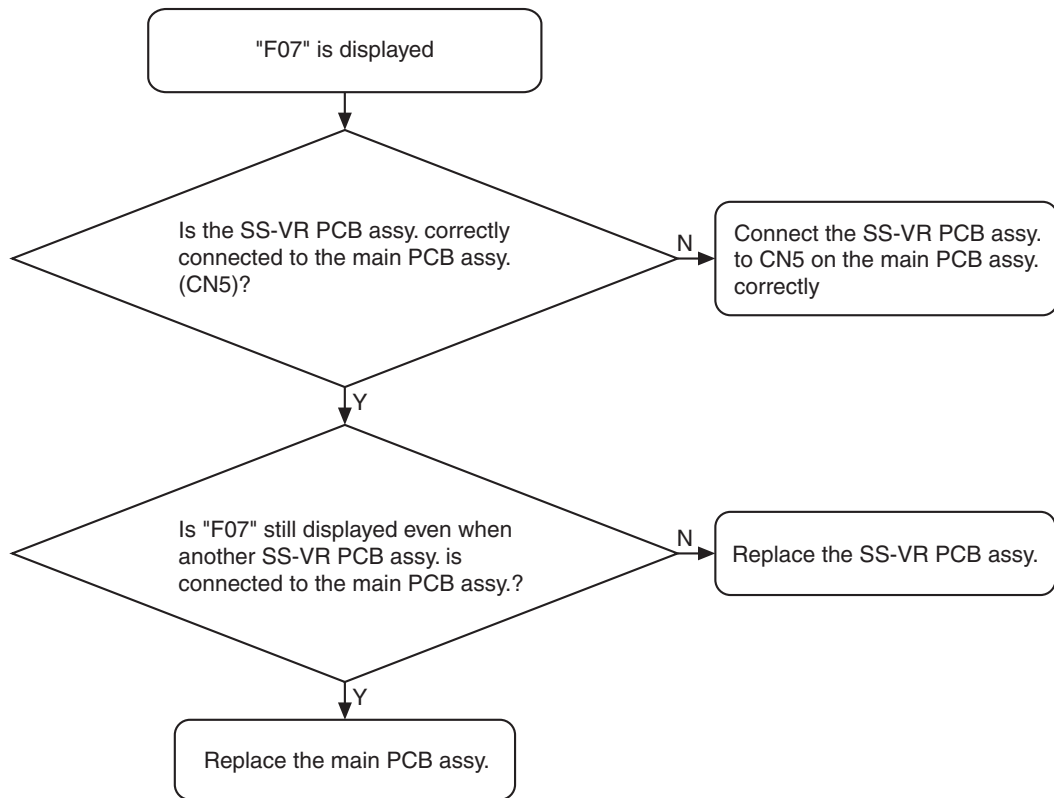 "F07" is displayed
Is the SS-VR PCB assy. correctly
connected to the main PCB assy.
(CN5)?
N
Connect the SS-VR PCB assy.
to CN5 on the main PCB assy.
correctly
Y
Is "F07" still displayed even when
another SS-VR PCB assy. is
connected to the main PCB assy.?
N
Replace the SS-VR PCB assy.
Y
Replace the main PCB assy.